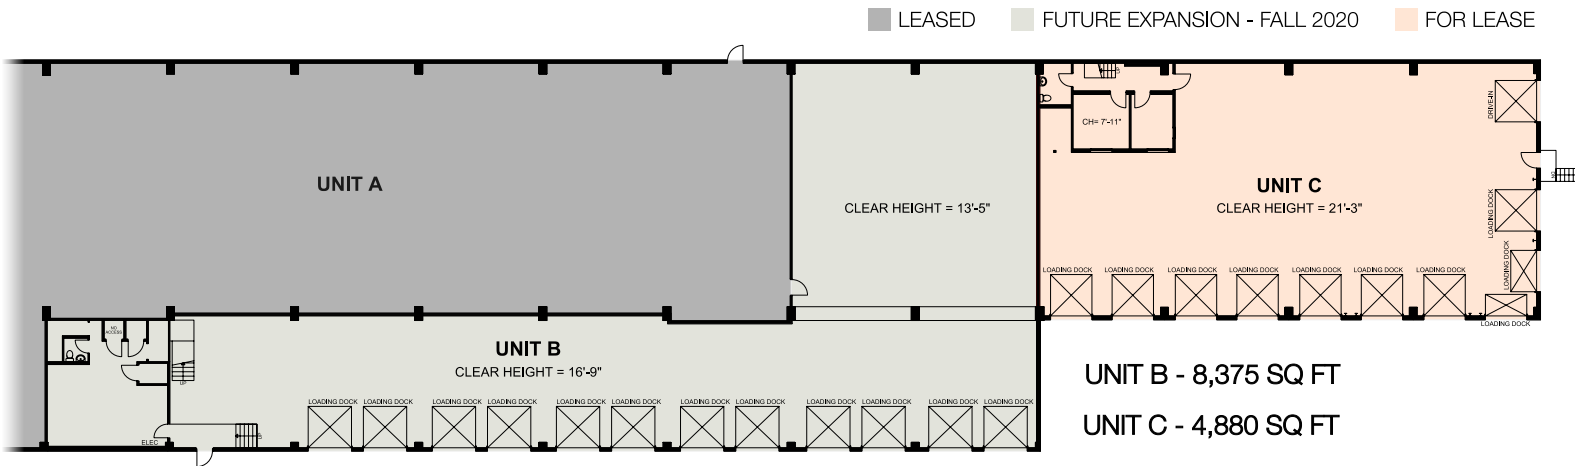 LEASED
FUTURE EXPANSION - FALL 2020
FOR LEASE
UP
DRIVE-IN
CH= 7'-11"
UNIT A
UNIT C
CLEAR HEIGHT = 13'-5"
CLEAR HEIGHT = 21'-3"
LOADING DOCK
LOADING DOCK
LOADING DOCK
LOADING DOCK
LOADING DOCK
LOADING DOCK
LOADING DOCK
LOADING DOCK
LOADING DOCK
LOADING DOCK
NO
ACCESS
UNIT B
CLEAR HEIGHT = 16'-9"
UP
UNIT B - 8,375 SQ FT
LOADING DOCK
LOADING DOCK
LOADING DOCK
LOADING DOCK
LOADING DOCK
LOADING DOCK
LOADING DOCK
LOADING DOCK
LOADING DOCK
LOADING DOCK
LOADING DOCK
LOADING DOCK
UNIT C - 4,880 SQ FT
ELEC